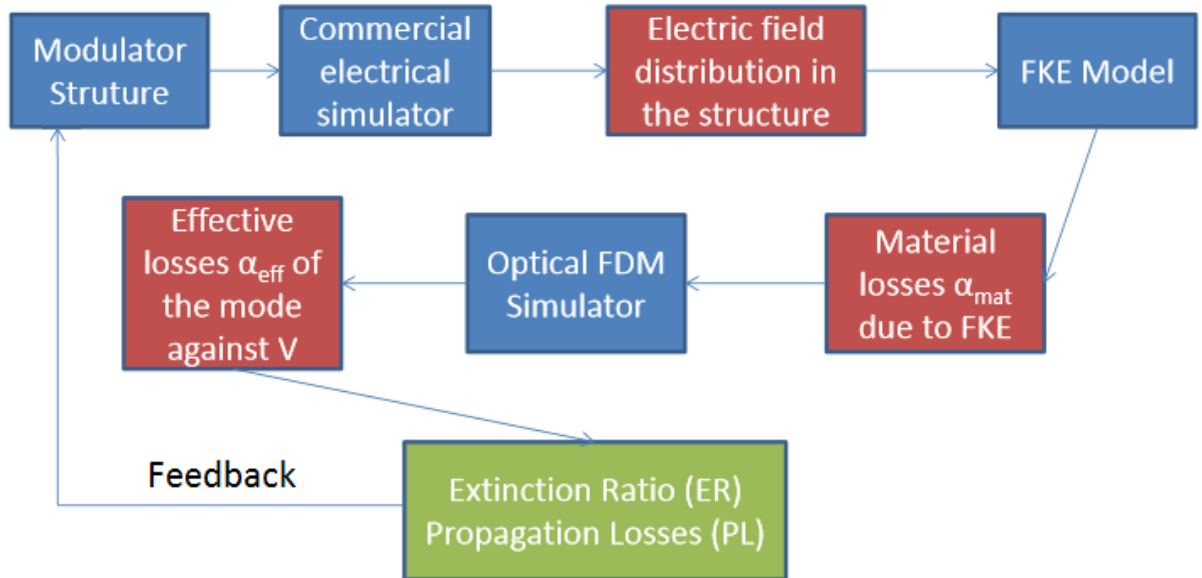 Modulator
Struture
Commercial
electrical
simulator
Electric field
distribution in
the structure
FKE Model
Effective
losses αeff of
the mode
against V
Optical FDM
Simulator
Material
losses αmat
due to FKE
Feedback
Extinction Ratio (ER)
Propagation Losses (PL)